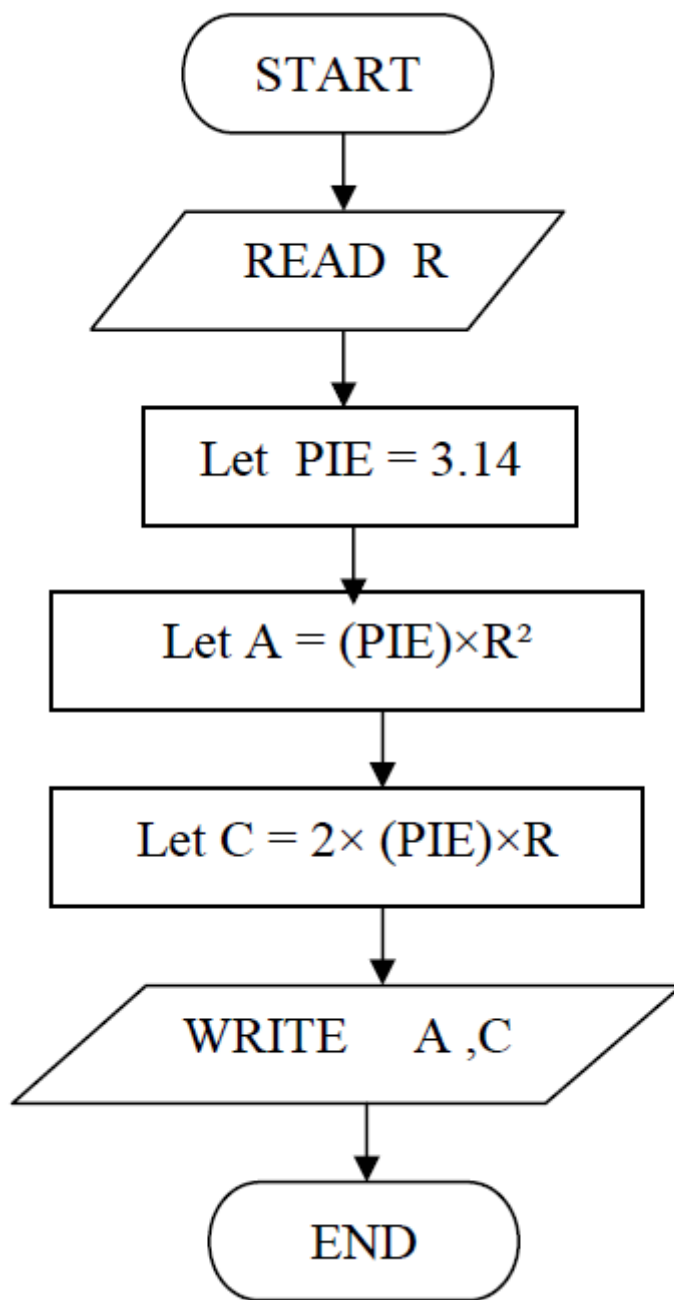 START
READ R
Let PIE = 3.14
Let A = (PIE)×R²
Let C = 2× (PIE)×R
WRITE A ,C
END